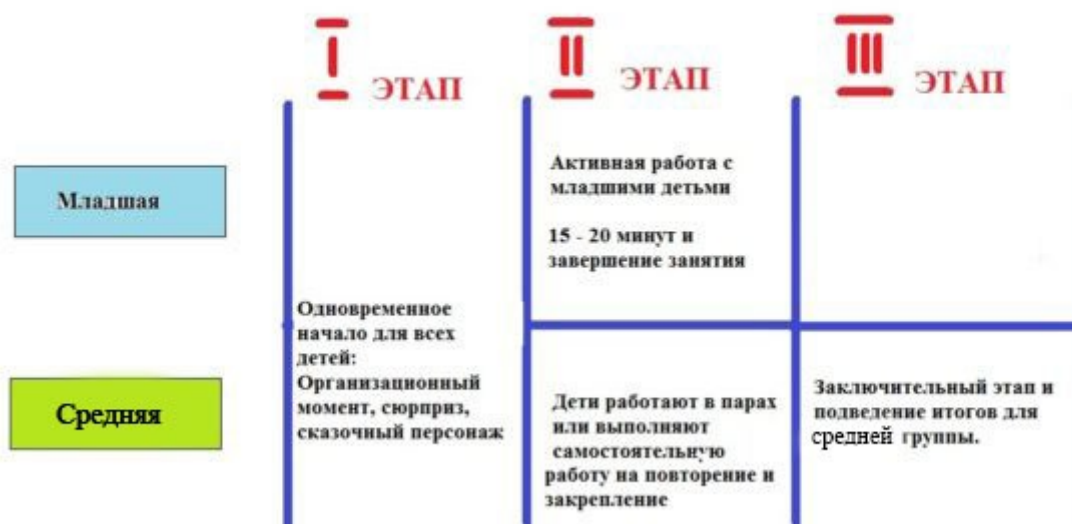 I ЭТАП
II ЭТАП
III ЭТАП
Младшая
Активная работа с
младшими детьми
15 - 20 минут и
завершение занятия
Одновременное
начало для всех
детей:
Организационный
момент, сюрприз,
сказочный персонаж
Средняя
Дети работают в парах
или выполняют
самостоятельную
работу на повторение и
закрепление
Заключительный этап и
подведение итогов для
средней группы.